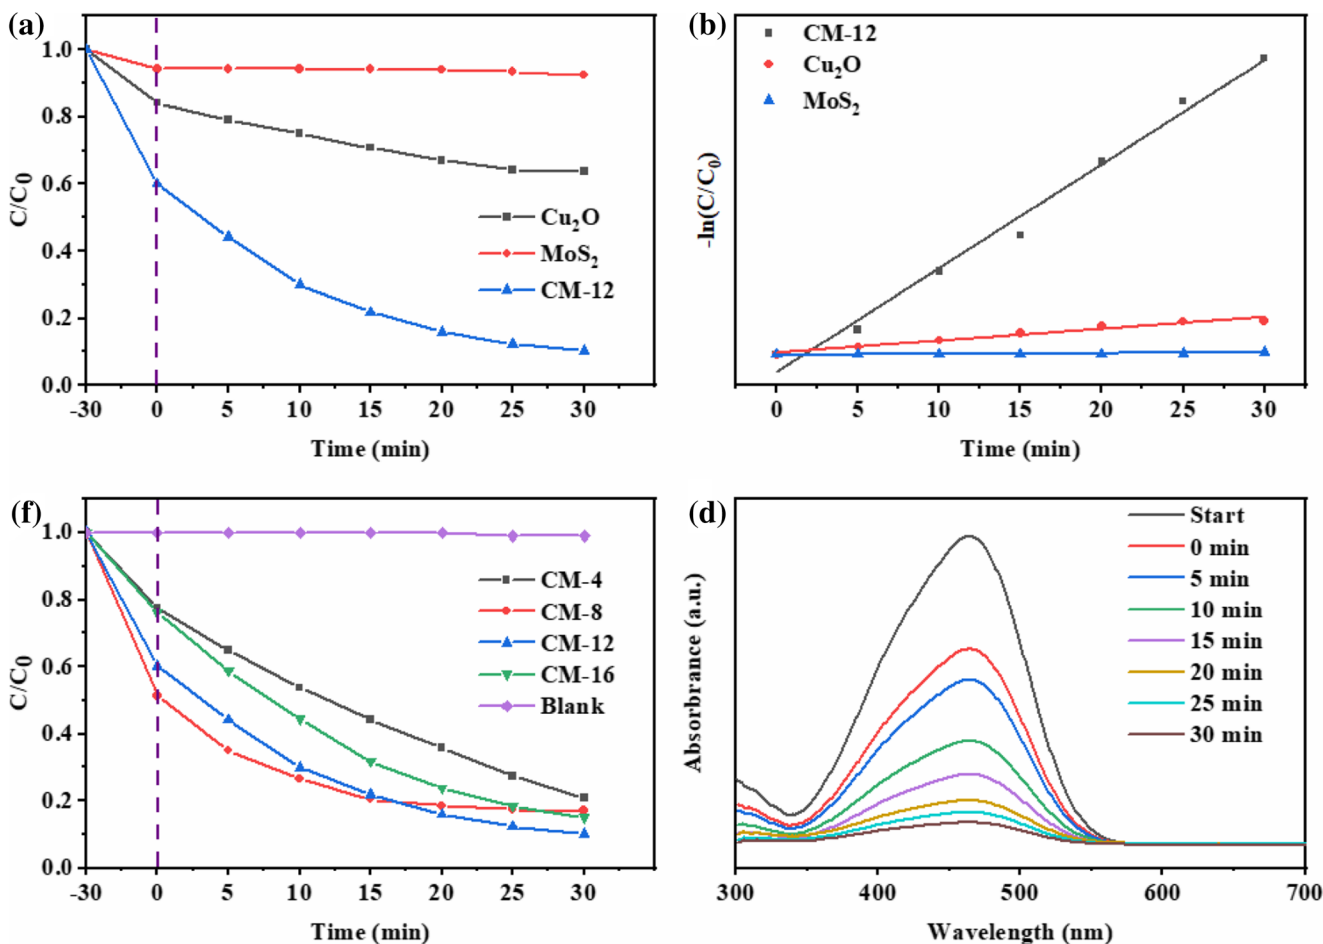 (a)
1.0
0.8
0.6
0.4
0.2
0.0
C/C0
Cu2O
MoS2
CM-12
-30 0 5 10 15 20 25 30
Time (min)
(b)
-ln(C/C0)
CM-12
Cu2O
MoS2
0 5 10 15 20 25 30
Time (min)
(f)
1.0
0.8
0.6
0.4
0.2
0.0
C/C0
CM-4
CM-8
CM-12
CM-16
Blank
-30 0 5 10 15 20 25 30
Time (min)
(d)
Absorbrance (a.u.)
Start
0 min
5 min
10 min
15 min
20 min
25 min
30 min
300 400 500 600 700
Wavelength (nm)